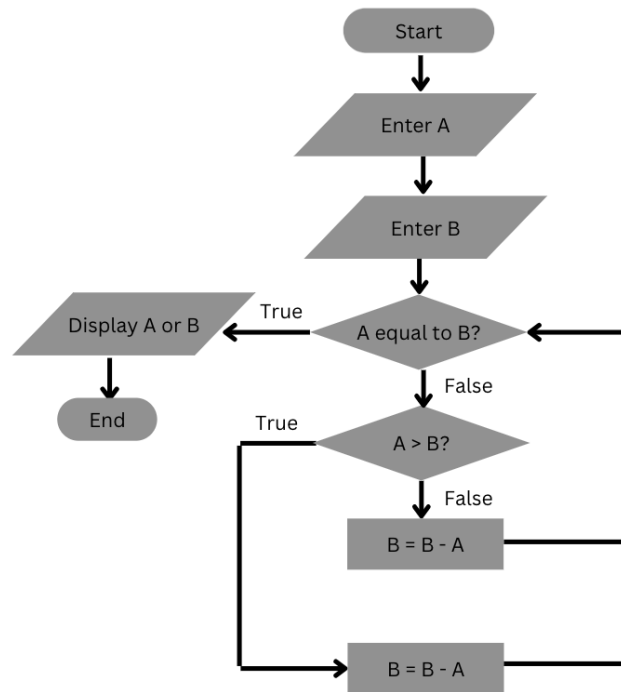 Start
Enter A
Enter B
Display A or B
True
A equal to B?
End
False
True
A > B?
False
B = B - A
B = B - A